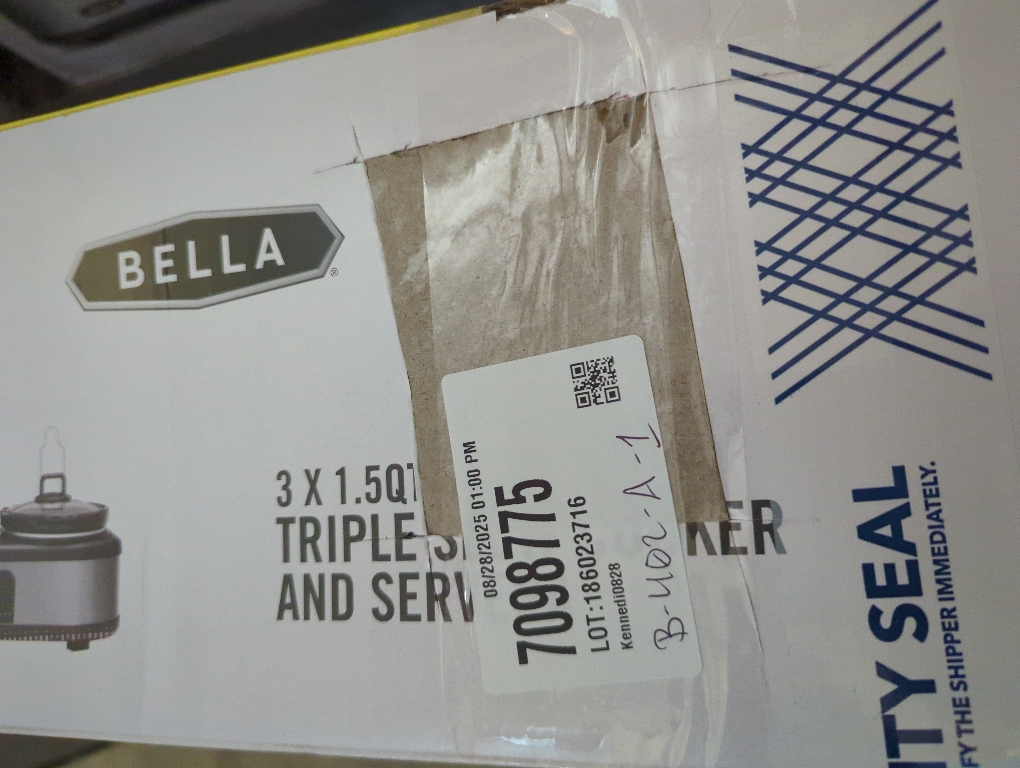 BELLA
®
3 X 1.5QT
TRIPLE S KER
AND SERV
08/28/2025 01:00 PM
7098775
LOT:186023716
Kennedi0828
B-402-A-1
ITY SEAL
FY THE SHIPPER IMMEDIATELY.